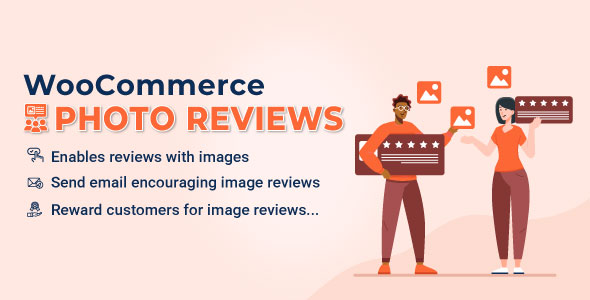 WooCommerce
PHOTO REVIEWS
Enables reviews with images
Send email encouraging image reviews
Reward customers for image reviews...